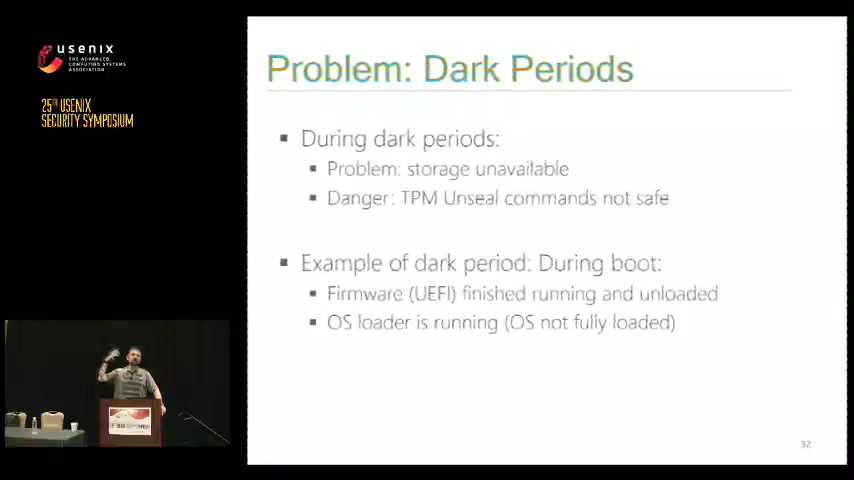 usenix
THE ADVANCED
COMPUTING SYSTEMS
ASSOCIATION
25TH USENIX
SECURITY SYMPOSIUM
Problem: Dark Periods
During dark periods:
Problem: storage unavailable
Danger: TPM Unseal commands not safe
Example of dark period: During boot:
Firmware (UEFI) finished running and unloaded
OS loader is running (OS not fully loaded)
32